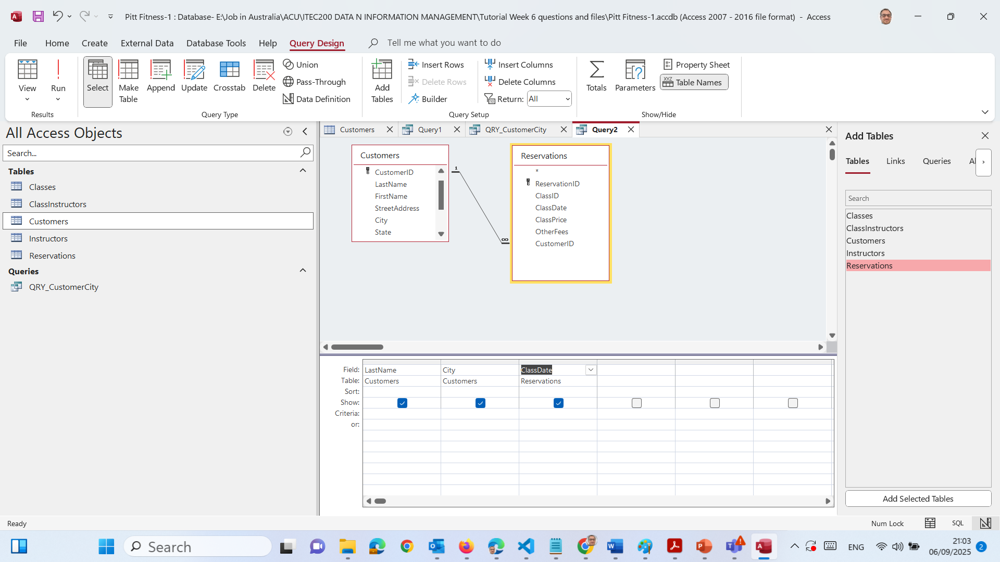 Pitt Fitness-1 : Database- E:\Job in Australia\ACU\ITEC200 DATA N INFORMATION MANAGEMENT\Tutorial Week 6 questions and files\Pitt Fitness-1.accdb (Access 2007 - 2016 file format) - Access
File Home Create External Data Database Tools Help Query Design Tell me what you want to do
View Run Select Make Table Append Update Crosstab Delete
Union
Pass-Through
Data Definition
Add Tables
Insert Rows
Delete Rows
Builder
Insert Columns
Delete Columns
Return: All
Totals Parameters
Property Sheet
XYZ Table Names
Results Query Type Query Setup Show/Hide
All Access Objects
Search...
Tables
Classes
ClassInstructors
Customers
Instructors
Reservations
Queries
QRY_CustomerCity
Customers Query1 QRY_CustomerCity Query2
Customers
CustomerID
LastName
FirstName
StreetAddress
City
State
1
∞
Reservations
*
ReservationID
ClassID
ClassDate
ClassPrice
OtherFees
CustomerID
Field: LastName City ClassDate
Table: Customers Customers Reservations
Sort:
Show:
Criteria:
or:
Add Tables
Tables Links Queries Al
Search
Classes
ClassInstructors
Customers
Instructors
Reservations
Add Selected Tables
Ready Num Lock SQL
Search ENG 21:03
06/09/2025 2